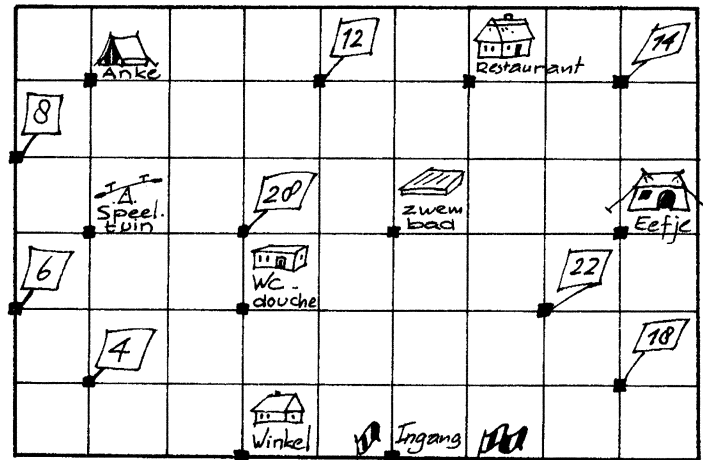 12
14
Anke
Restaurant
8
Speel.
tuin
20
zwem
bad
Eefje
6
WC -
douche
22
4
18
Winkel
Ingang